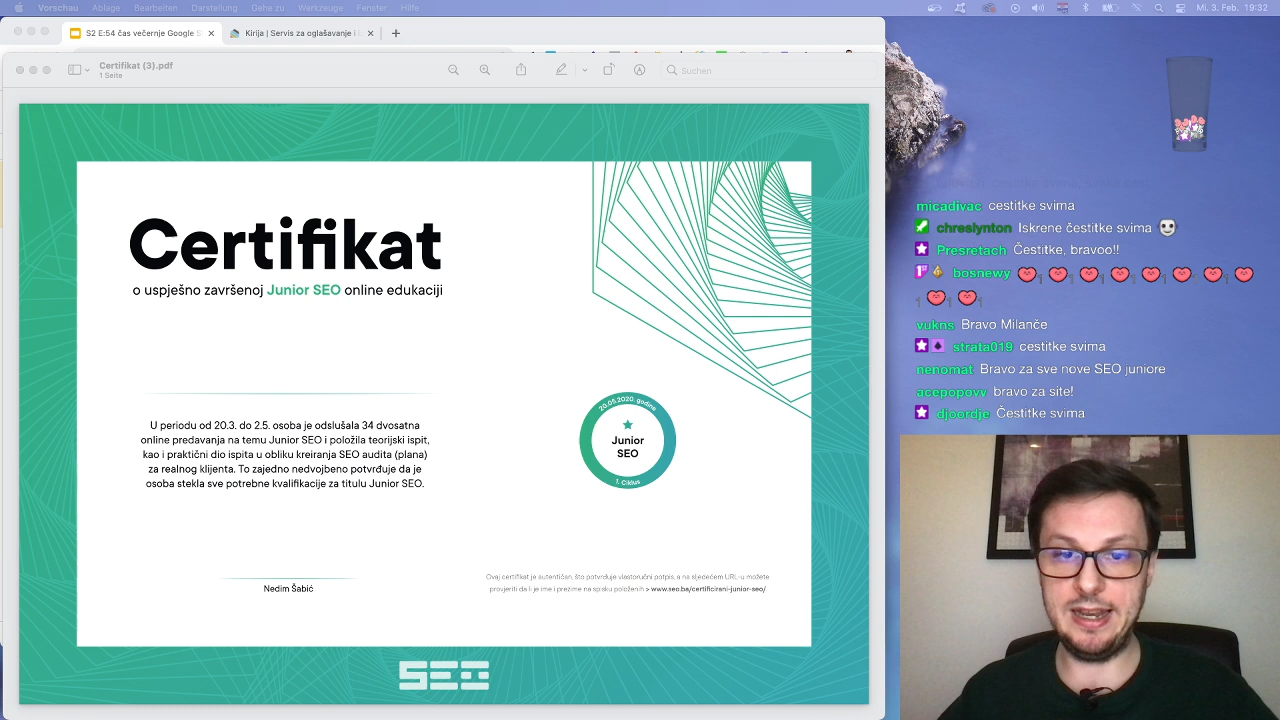 Vorschau Ablage Bearbeiten Darstellung Gehe zu Werkzeuge Fenster Hilfe
Mi. 3. Feb. 19:32
S2 E:54 čas večernje Google S
Kirija | Servis za oglašavanje i
Certifikat (3).pdf
1 Seite
Suchen
Certifikat
o uspješno završenoj Junior SEO online edukaciji
U periodu od 20.3. do 2.5. osoba je odslušala 34 dvosatna
online predavanja na temu Junior SEO i položila teorijski ispit,
kao i praktični dio ispita u obliku kreiranja SEO audita (plana)
za realnog klijenta. To zajedno nedvojbeno potvrđuje da je
osoba stekla sve potrebne kvalifikacije za titulu Junior SEO.
20.05.2020. godine
Junior
SEO
1. Ciklus
Nedim Šabić
Ovaj certifikat je autentičan, što potvrđuje vlastoručni potpis, a na sljedećem URL-u možete
provjeriti da li je ime i prezime na spisku položenih > www.seo.ba/certificirani-junior-seo/
SEO
micadivac cestitke svima
chreslynton Iskrene čestitke svima
Presretach Čestitke, bravoo!!
bosnewy
vukns Bravo Milanče
strata019 cestitke svima
nenomat Bravo za sve nove SEO juniore
acepopovv bravo za site!
djoordje Čestitke svima